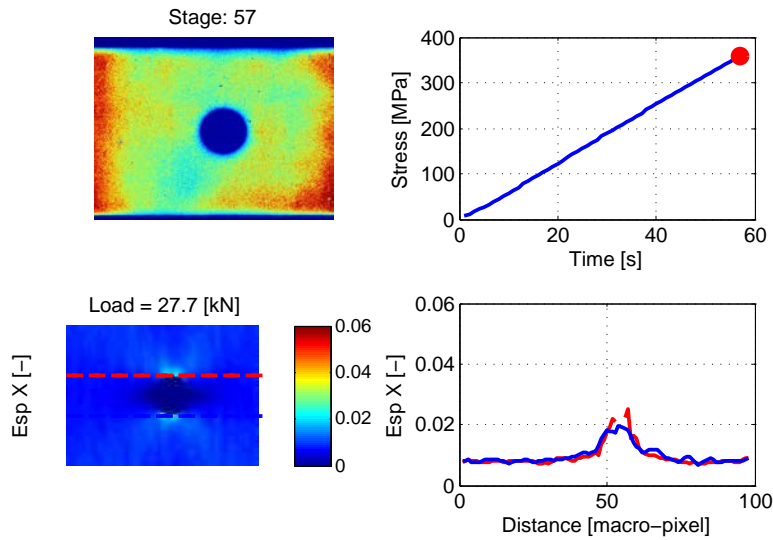 Stage: 57
400
300
200
100
0
Stress [MPa]
0 20 40 60
Time [s]
Load = 27.7 [kN]
Esp X [−]
0.06
0.04
0.02
0
0.06
0.04
0.02
0
Esp X [−]
0 50 100
Distance [macro−pixel]